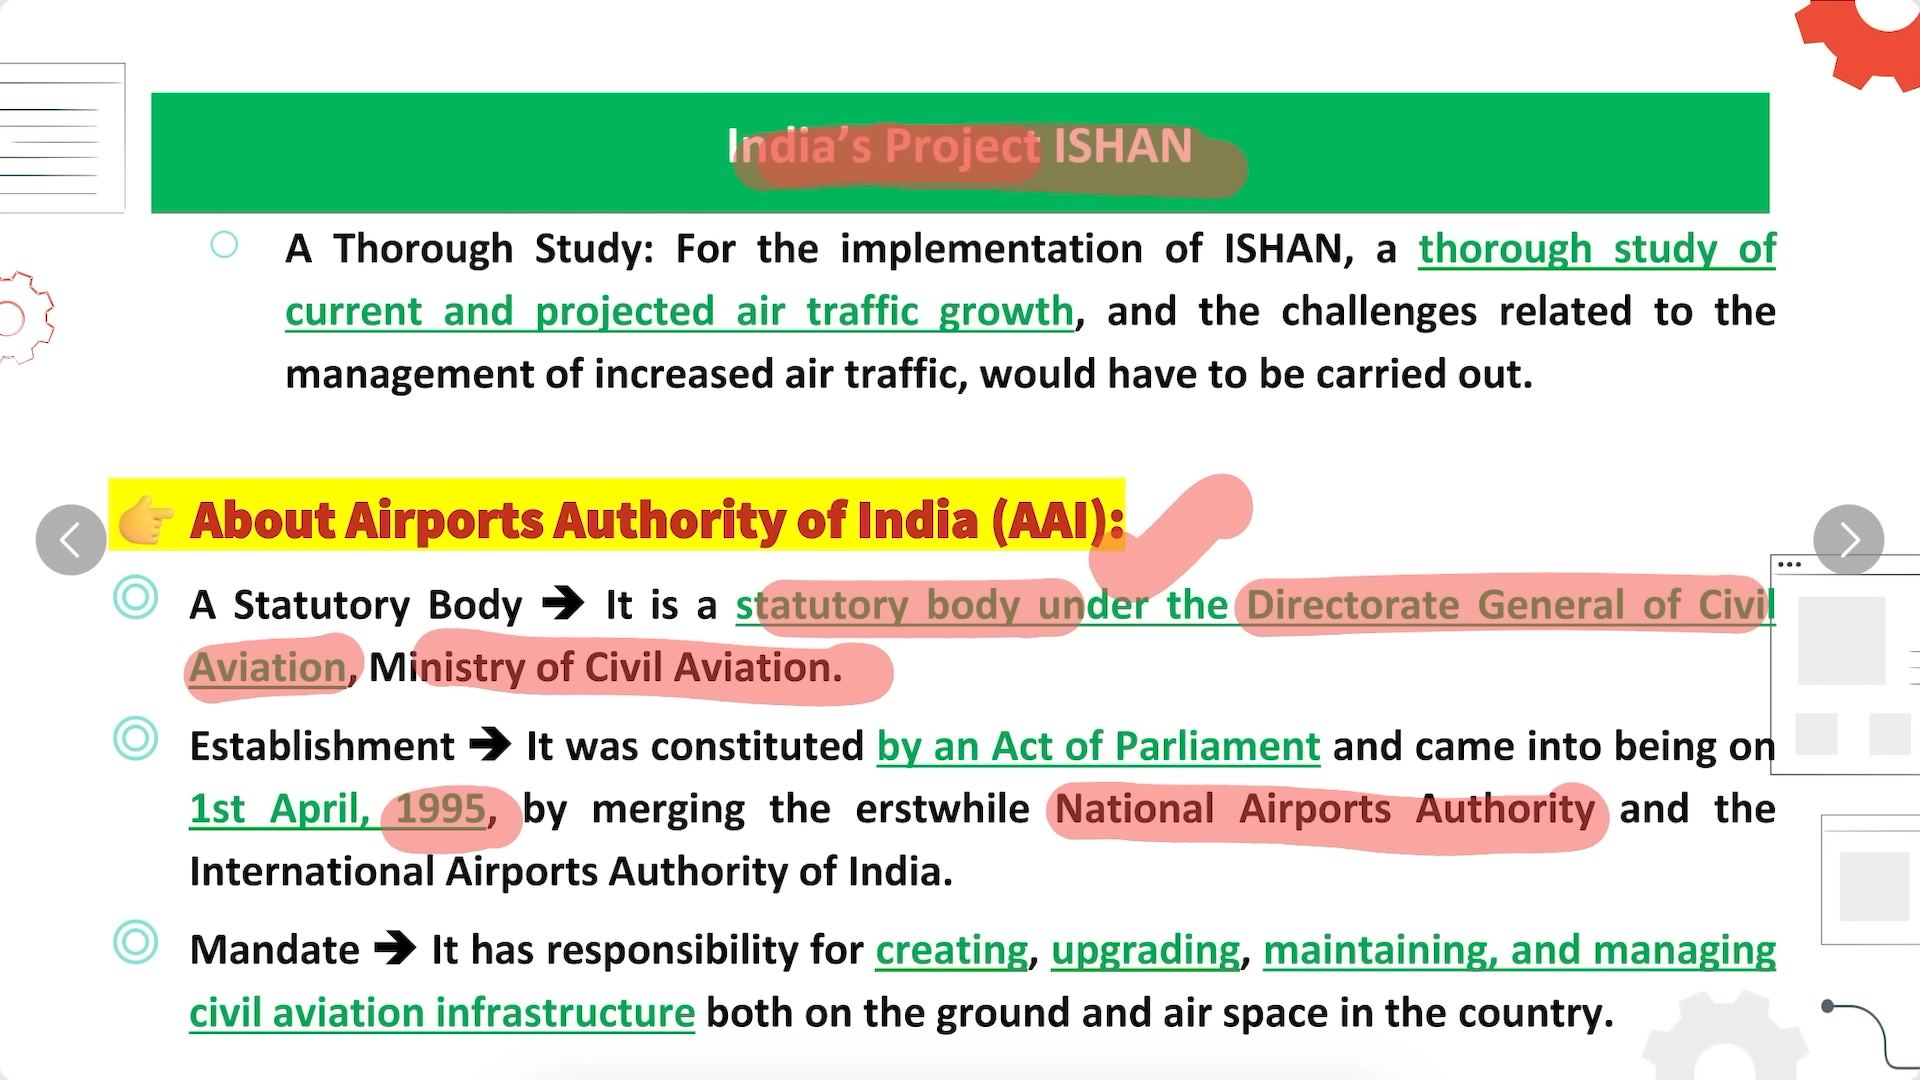 India’s Project ISHAN
A Thorough Study: For the implementation of ISHAN, a thorough study of
current and projected air traffic growth, and the challenges related to the
management of increased air traffic, would have to be carried out.
About Airports Authority of India (AAI):
A Statutory Body ➔ It is a statutory body under the Directorate General of Civil
Aviation, Ministry of Civil Aviation.
Establishment ➔ It was constituted by an Act of Parliament and came into being on
1st April, 1995, by merging the erstwhile National Airports Authority and the
International Airports Authority of India.
Mandate ➔ It has responsibility for creating, upgrading, maintaining, and managing
civil aviation infrastructure both on the ground and air space in the country.